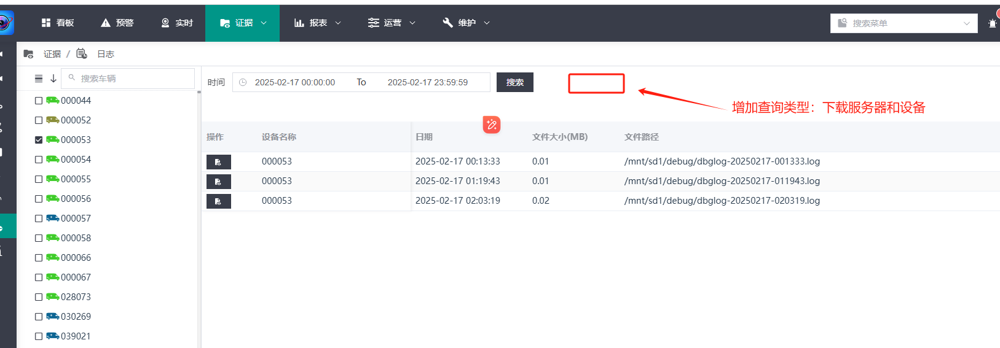 看板 预警 实时 证据 报表 运营 维护 搜索菜单
证据 / 日志
搜索车辆
时间 2025-02-17 00:00:00 To 2025-02-17 23:59:59 搜索
增加查询类型：下载服务器和设备
000044
000052
000053
000054
000055
000056
000057
000058
000066
000067
028073
030269
039021
操作 设备名称 日期 文件大小(MB) 文件路径
000053 2025-02-17 00:13:33 0.01 /mnt/sd1/debug/dbglog-20250217-001333.log
000053 2025-02-17 01:19:43 0.01 /mnt/sd1/debug/dbglog-20250217-011943.log
000053 2025-02-17 02:03:19 0.02 /mnt/sd1/debug/dbglog-20250217-020319.log